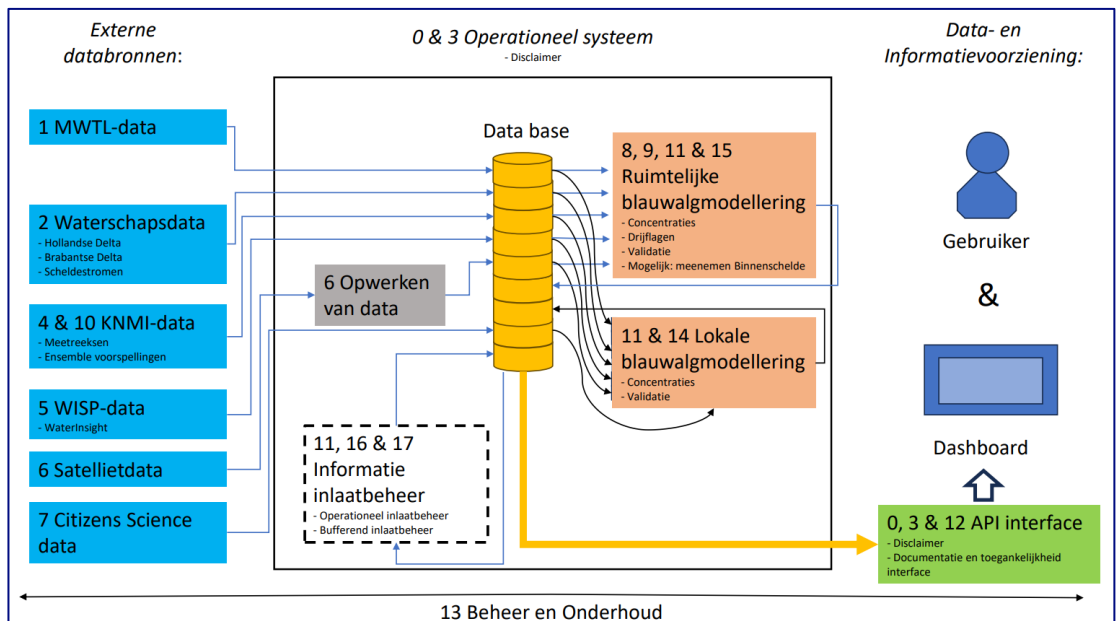 Externe
databronnen:
0 & 3 Operationeel systeem
- Disclaimer
Data- en
Informatievoorziening:
1 MWTL-data
2 Waterschapsdata
- Hollandse Delta
- Brabantse Delta
- Scheldestromen
4 & 10 KNMI-data
- Meetreeksen
- Ensemble voorspellingen
5 WISP-data
- WaterInsight
6 Satellietdata
7 Citizens Science
data
6 Opwerken
van data
Data base
11, 16 & 17
Informatie
inlaatbeheer
- Operationeel inlaatbeheer
- Bufferend inlaatbeheer
8, 9, 11 & 15
Ruimtelijke
blauwalgmodellering
- Concentraties
- Drijflagen
- Validatie
- Mogelijk: meenemen Binnenschelde
11 & 14 Lokale
blauwalgmodellering
- Concentraties
- Validatie
Gebruiker
&
Dashboard
0, 3 & 12 API interface
- Disclaimer
- Documentatie en toegankelijkheid
interface
13 Beheer en Onderhoud